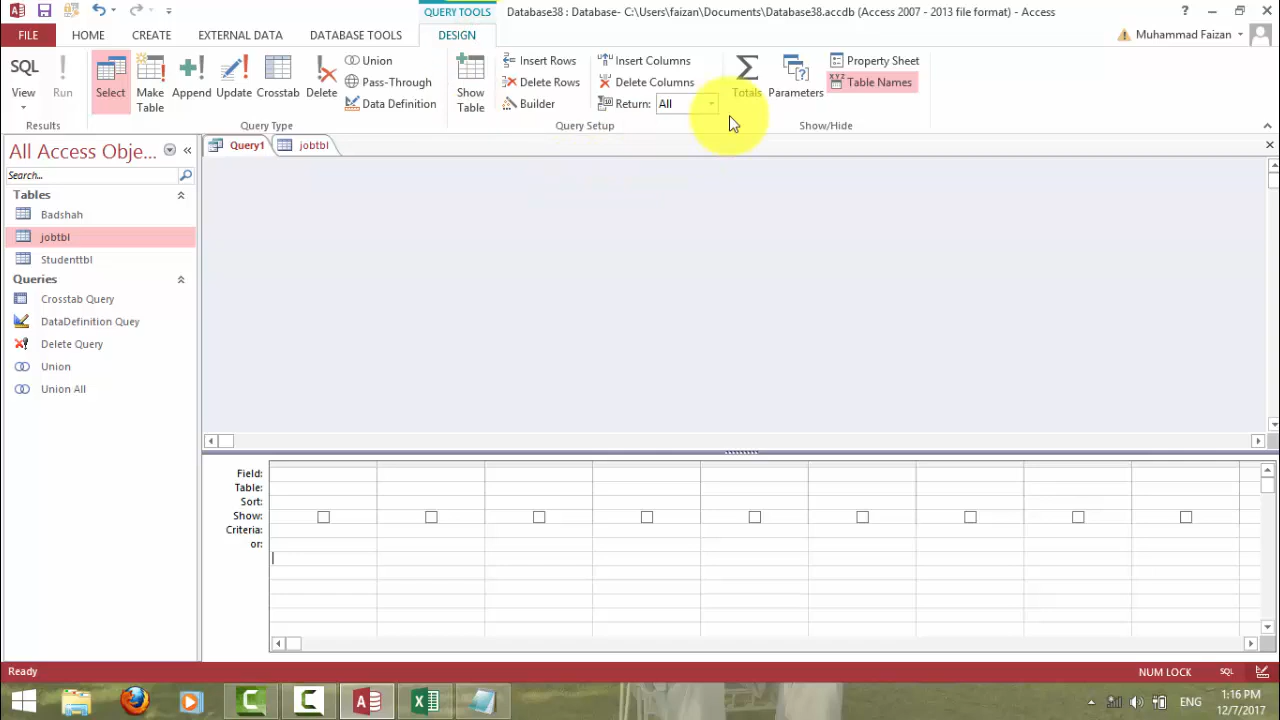 QUERY TOOLS
Database38 : Database- C:\Users\faizan\Documents\Database38.accdb (Access 2007 - 2013 file format) - Access
?
FILE
HOME
CREATE
EXTERNAL DATA
DATABASE TOOLS
DESIGN
Muhammad Faizan
SQL
View
Run
Results
Select
Make Table
Append
Update
Crosstab
Delete
Union
Pass-Through
Data Definition
Query Type
Show Table
Insert Rows
Delete Rows
Builder
Insert Columns
Delete Columns
Return: All
Query Setup
Totals
Parameters
Property Sheet
Table Names
Show/Hide
All Access Obje...
Search...
Tables
Badshah
jobtbl
Studenttbl
Queries
Crosstab Query
DataDefinition Quey
Delete Query
Union
Union All
Query1
jobtbl
Field:
Table:
Sort:
Show:
Criteria:
or:
Ready
NUM LOCK
SQL
ENG
1:16 PM
12/7/2017